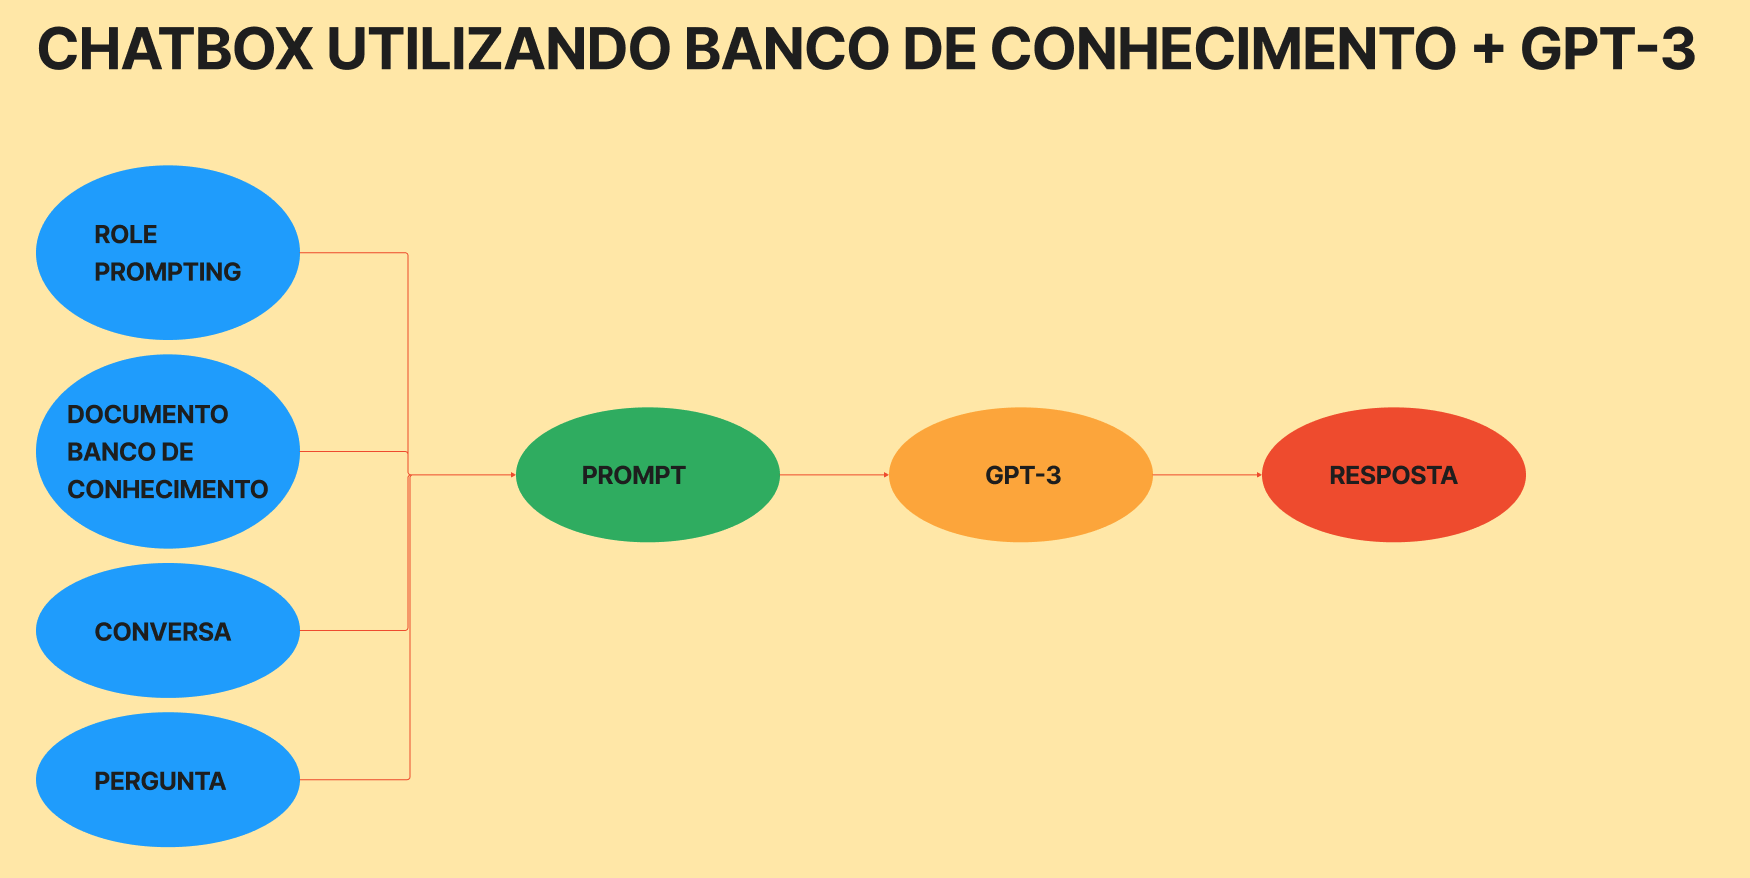 CHATBOX UTILIZANDO BANCO DE CONHECIMENTO + GPT-3
ROLE
PROMPTING
DOCUMENTO
BANCO DE
CONHECIMENTO
CONVERSA
PERGUNTA
PROMPT
GPT-3
RESPOSTA